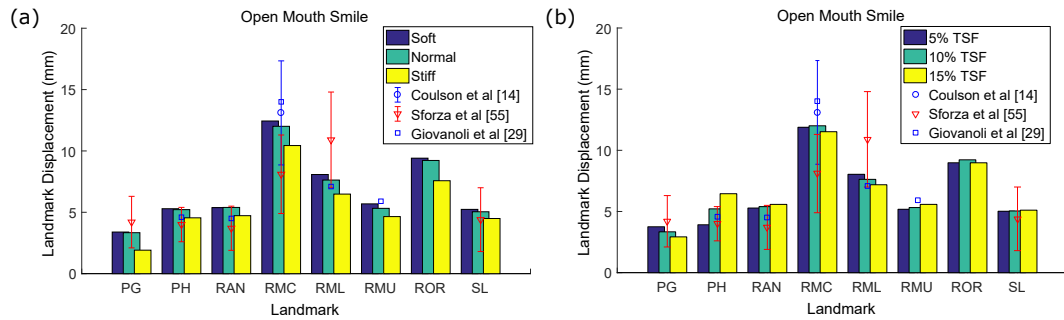 (a)
Open Mouth Smile
Landmark Displacement (mm)
20
15
10
5
0
Soft
Normal
Stiff
Coulson et al [14]
Sforza et al [55]
Giovanoli et al [29]
PG PH RAN RMC RML RMU ROR SL
Landmark
(b)
Open Mouth Smile
Landmark Displacement (mm)
20
15
10
5
0
5% TSF
10% TSF
15% TSF
Coulson et al [14]
Sforza et al [55]
Giovanoli et al [29]
PG PH RAN RMC RML RMU ROR SL
Landmark